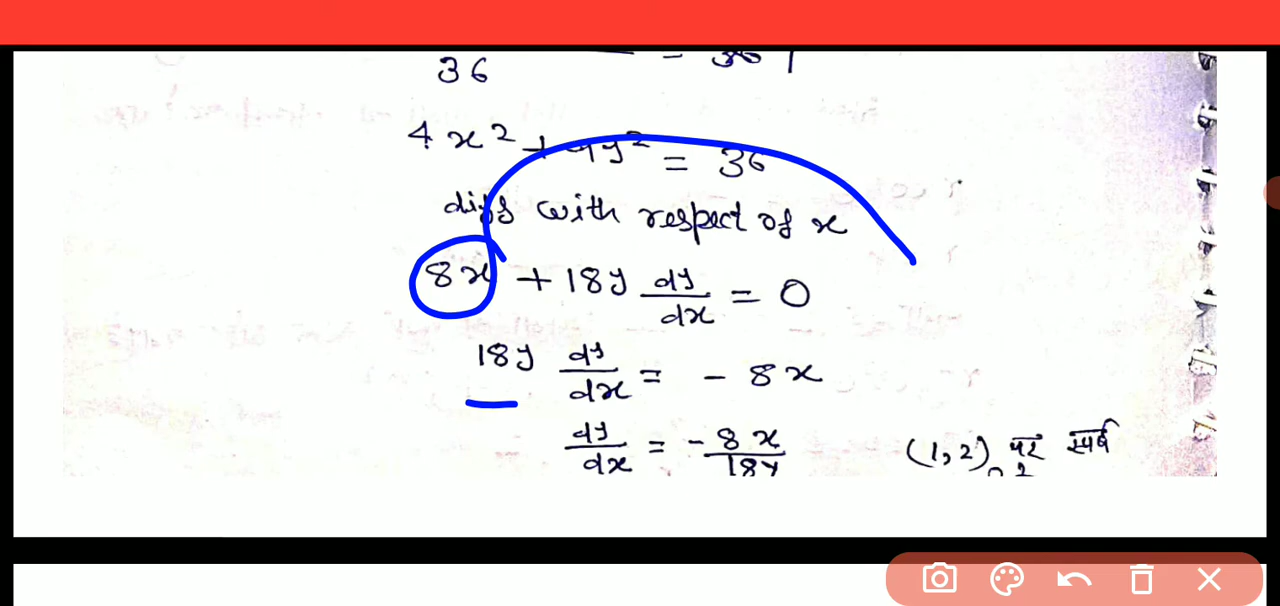 36 = 36
4x² + 9y² = 36
diff with respect of x
8x + 18y dy/dx = 0
18y dy/dx = - 8x
dy/dx = - 8x/18y (1,2) पर स्पर्श